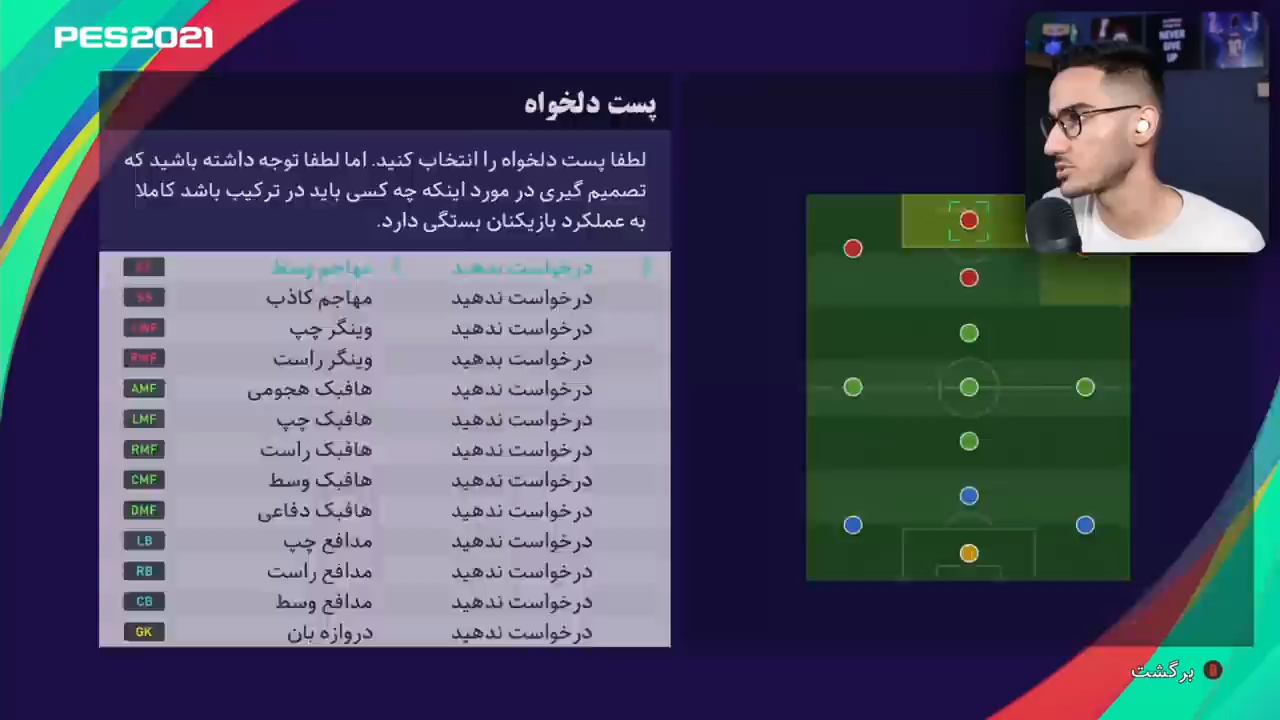 PES2021
NEVER
GIVE
UP
10
پست دلخواه
لطفا پست دلخواه را انتخاب کنید. اما لطفا توجه داشته باشید که
تصمیم گیری در مورد اینکه چه کسی باید در ترکیب باشد کاملا
به عملکرد بازیکنان بستگی دارد.
مهاجم وسط درخواست بدهید
SS مهاجم کاذب درخواست ندهید
LWF وینگر چپ درخواست ندهید
RWF وینگر راست درخواست بدهید
AMF هافبک هجومی درخواست ندهید
LMF هافبک چپ درخواست ندهید
RMF هافبک راست درخواست ندهید
CMF هافبک وسط درخواست ندهید
DMF هافبک دفاعی درخواست ندهید
LB مدافع چپ درخواست ندهید
RB مدافع راست درخواست ندهید
CB مدافع وسط درخواست ندهید
GK دروازه بان درخواست ندهید
برگشت